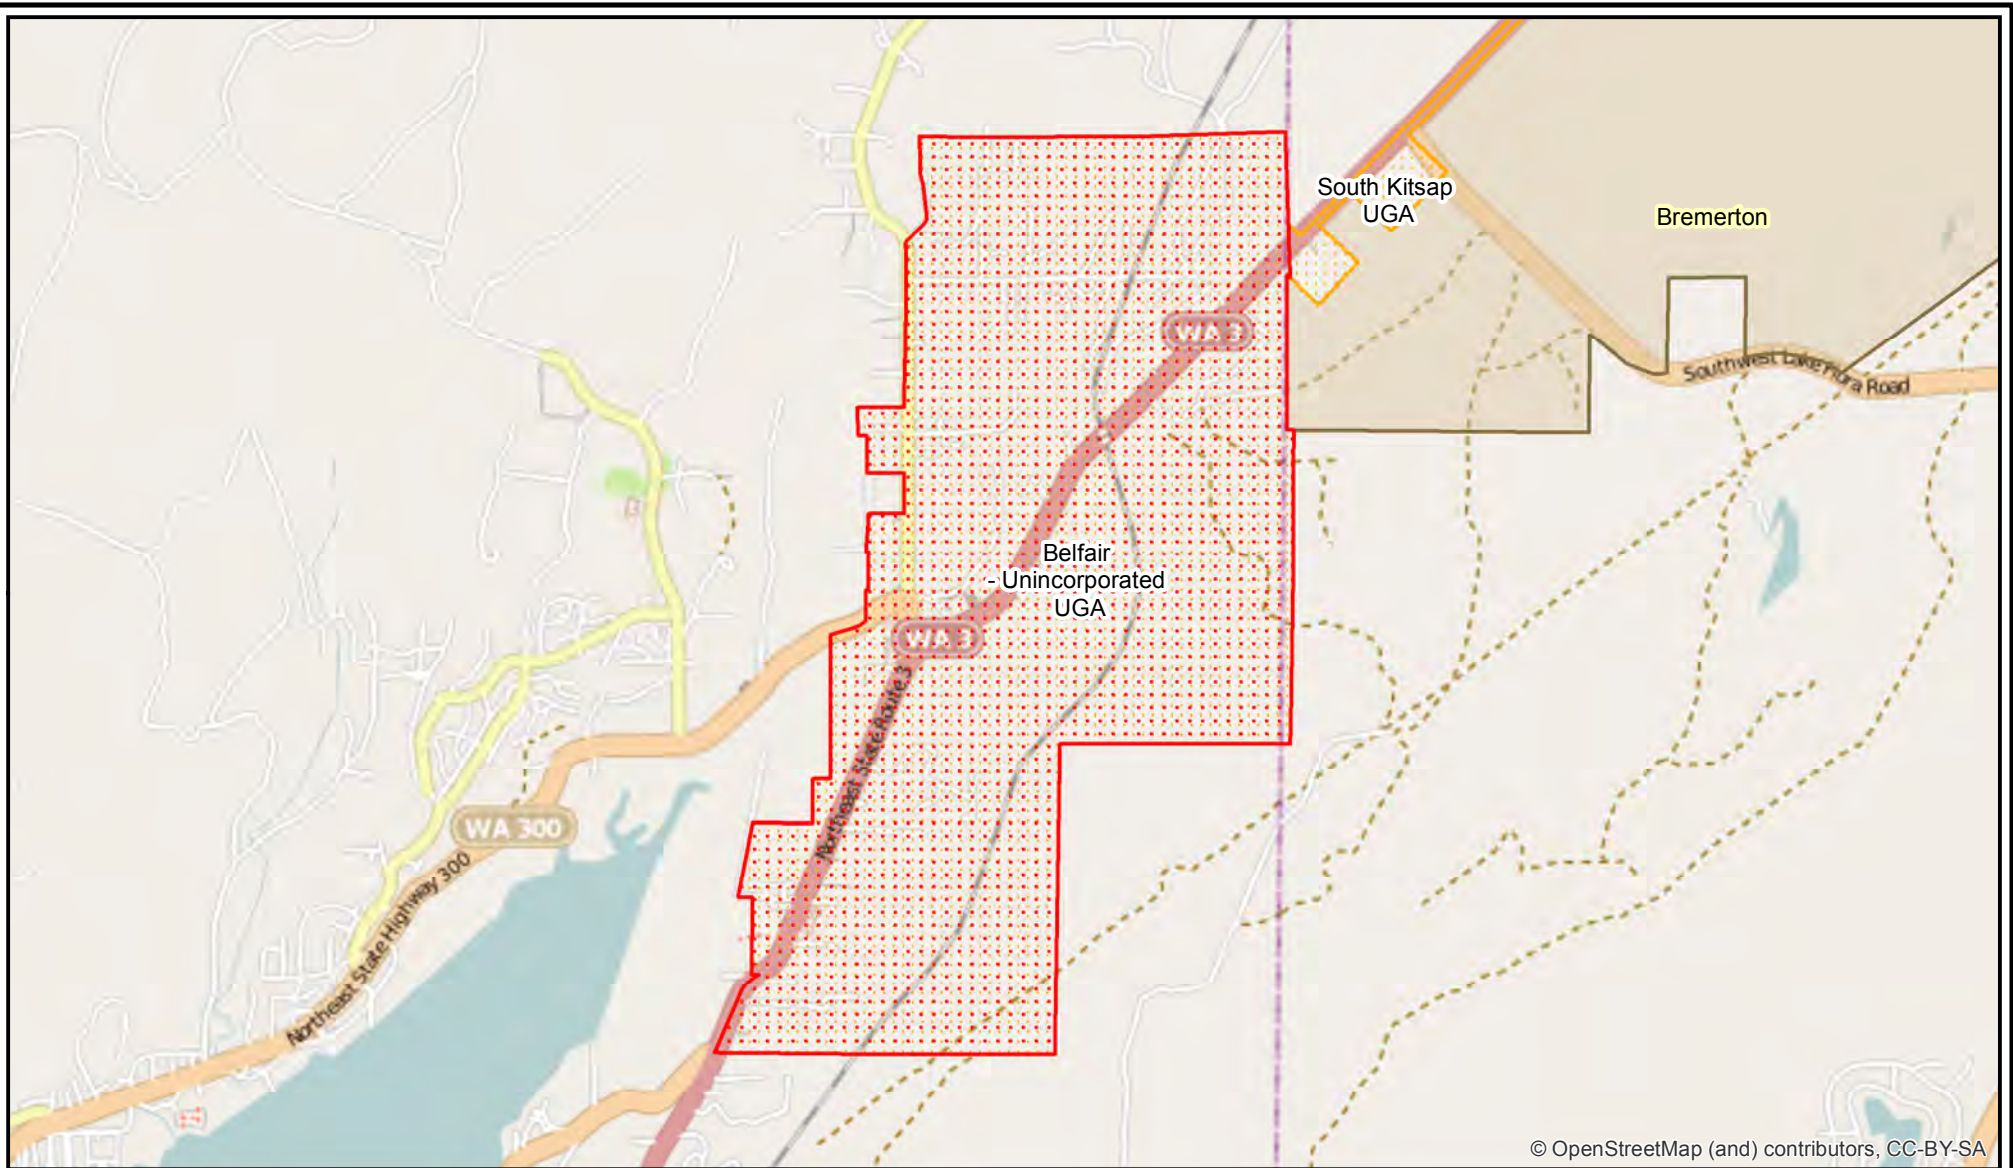 South Kitsap
UGA
Bremerton
WA 3
Southwest Lake Flora Road
Belfair
- Unincorporated
UGA
WA 3
Northeast State Route 3
WA 300
Northeast State Highway 300
© OpenStreetMap (and) contributors, CC-BY-SA